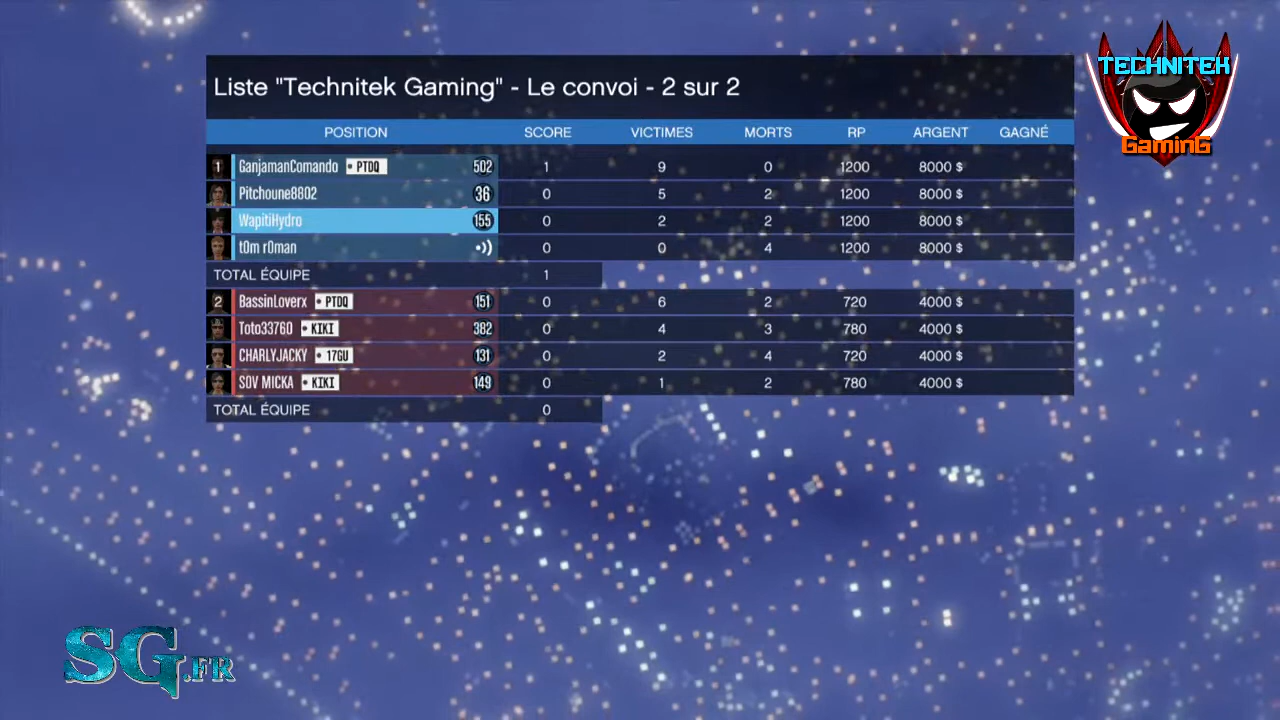 Liste "Technitek Gaming" - Le convoi - 2 sur 2
TECHNITEK
GaminG
POSITION SCORE VICTIMES MORTS RP ARGENT GAGNÉ
1 GanjamanComando • PTDQ 502 1 9 0 1200 8000 $
Pitchoune8802 36 0 5 2 1200 8000 $
WapitiHydro 155 0 2 2 1200 8000 $
t0m r0man 0 0 4 1200 8000 $
TOTAL ÉQUIPE 1
2 BassinLoverx • PTDQ 151 0 6 2 720 4000 $
Toto33760 • KIKI 382 0 4 3 780 4000 $
CHARLYJACKY • 17GU 131 0 2 4 720 4000 $
SOV MICKA • KIKI 149 0 1 2 780 4000 $
TOTAL ÉQUIPE 0
SG.FR